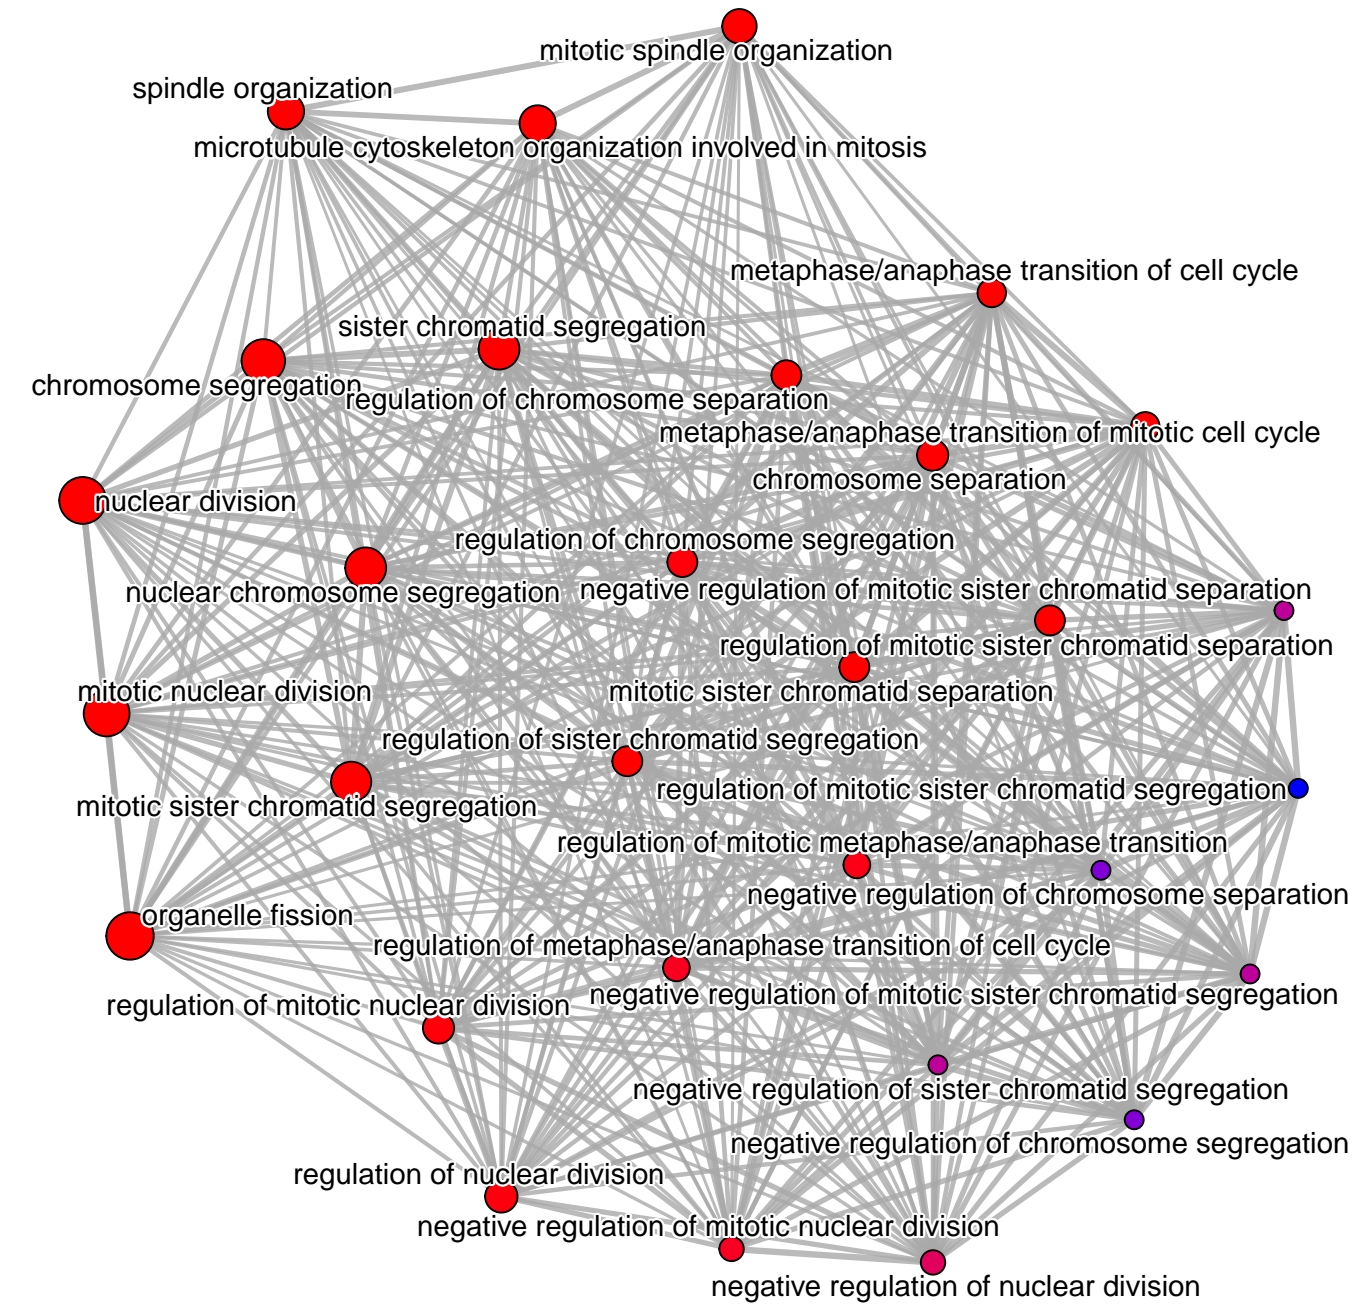 mitotic spindle organization
spindle organization
microtubule cytoskeleton organization involved in mitosis
metaphase/anaphase transition of cell cycle
sister chromatid segregation
chromosome segregation
regulation of chromosome separation
metaphase/anaphase transition of mitotic cell cycle
chromosome separation
nuclear division
regulation of chromosome segregation
nuclear chromosome segregation
negative regulation of mitotic sister chromatid separation
regulation of mitotic sister chromatid separation
mitotic nuclear division
mitotic sister chromatid separation
regulation of sister chromatid segregation
regulation of mitotic sister chromatid segregation
mitotic sister chromatid segregation
regulation of mitotic metaphase/anaphase transition
negative regulation of chromosome separation
organelle fission
regulation of metaphase/anaphase transition of cell cycle
negative regulation of mitotic sister chromatid segregation
regulation of mitotic nuclear division
negative regulation of sister chromatid segregation
negative regulation of chromosome segregation
regulation of nuclear division
negative regulation of mitotic nuclear division
negative regulation of nuclear division